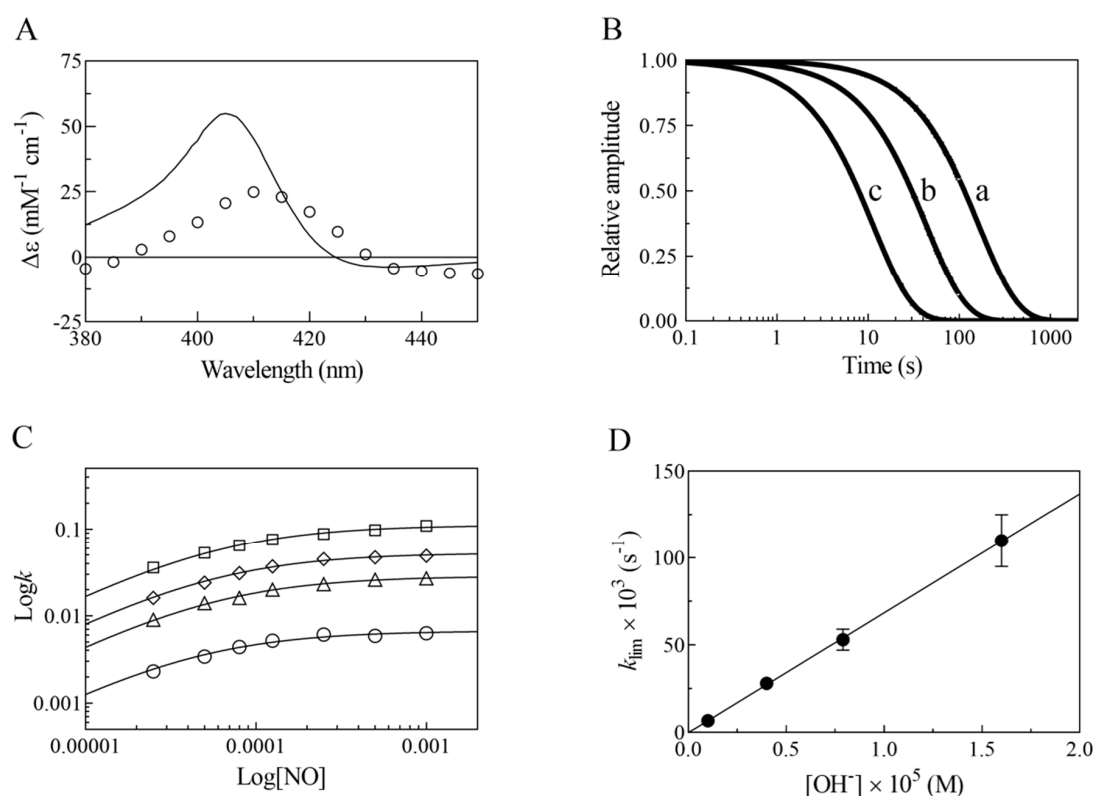 A
75
50
25
0
-25
Δε (mM⁻¹ cm⁻¹)
380 400 420 440
Wavelength (nm)
B
1.00
0.75
0.50
0.25
0.00
Relative amplitude
c b a
0.1 1 10 100 1000
Time (s)
C
0.1
0.01
0.001
Logk
0.00001 0.0001 0.001
Log[NO]
D
150
100
50
0
k_lim × 10³ (s⁻¹)
0.0 0.5 1.0 1.5 2.0
[OH⁻] × 10⁵ (M)